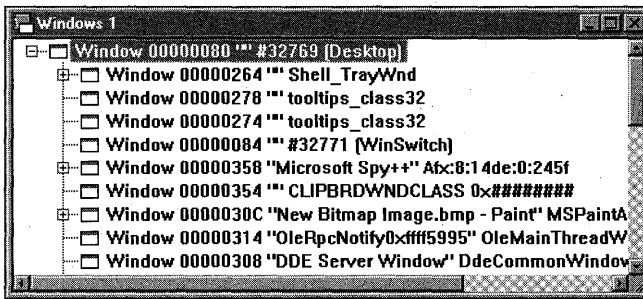 Windows 1
Window 00000080 "" #32769 (Desktop)
Window 00000264 "" Shell_TrayWnd
Window 00000278 "" tooltips_class32
Window 00000274 "" tooltips_class32
Window 00000084 "" #32771 (WinSwitch)
Window 00000358 "Microsoft Spy++" Afx:8:14de:0:245f
Window 00000354 "" CLIPBRDWNDCLASS 0x########
Window 0000030C "New Bitmap Image.bmp - Paint" MSPaintA
Window 00000314 "OleRpcNotify0xffff5995" OleMainThreadW
Window 00000308 "DDE Server Window" DdeCommonWindow